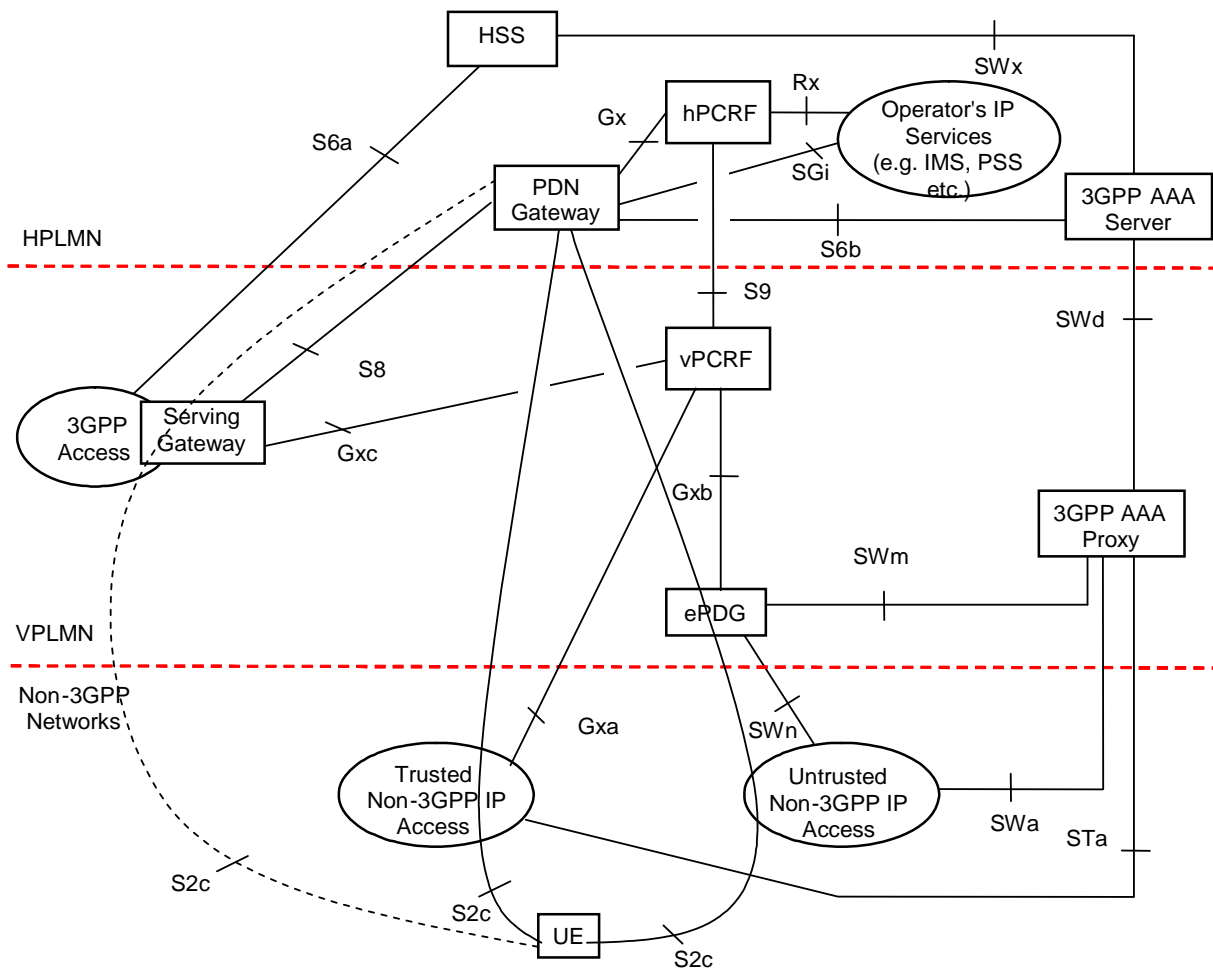 HSS
SWx
Rx
hPCRF
Operator's IP
Services
(e.g. IMS, PSS
etc.)
Gx
S6a
SGi
PDN
Gateway
3GPP AAA
Server
HPLMN
S6b
S9
SWd
vPCRF
S8
3GPP
Access
Serving
Gateway
Gxc
Gxb
3GPP AAA
Proxy
SWm
ePDG
VPLMN
Non-3GPP
Networks
Gxa
SWn
Trusted
Non-3GPP IP
Access
Untrusted
Non-3GPP IP
Access
SWa
STa
S2c
S2c
UE
S2c